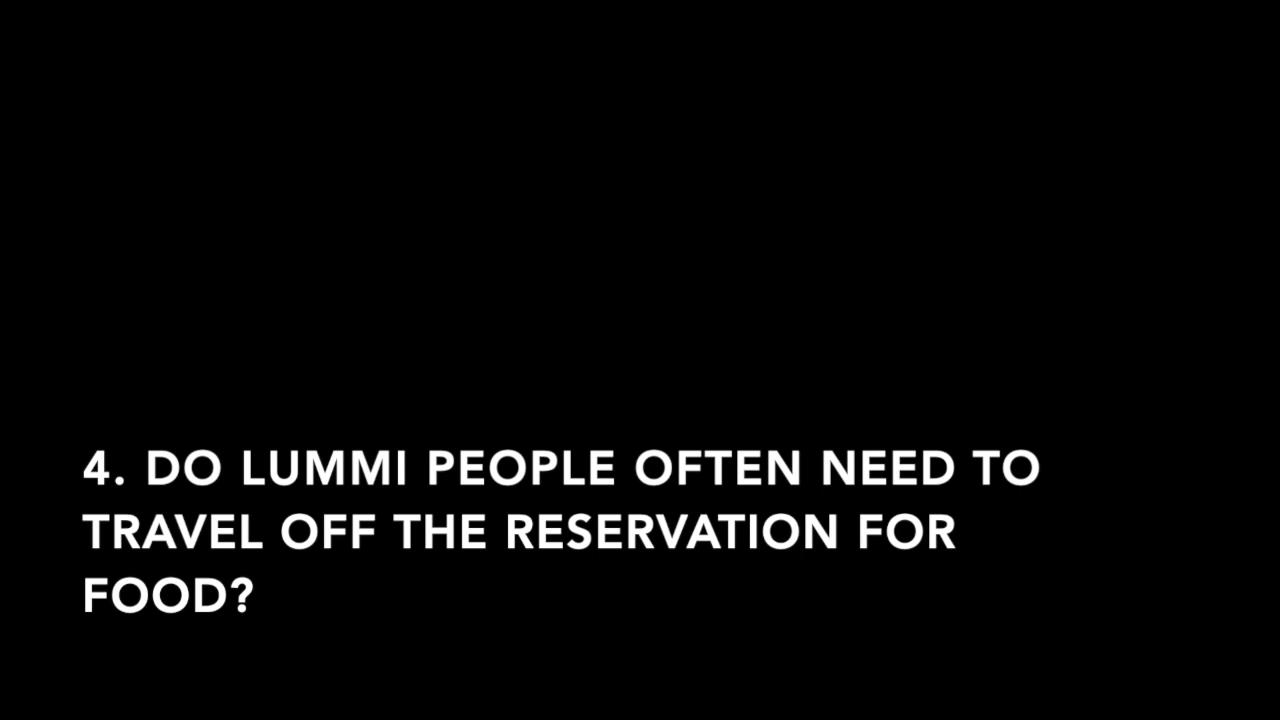 4. DO LUMMI PEOPLE OFTEN NEED TO
TRAVEL OFF THE RESERVATION FOR
FOOD?